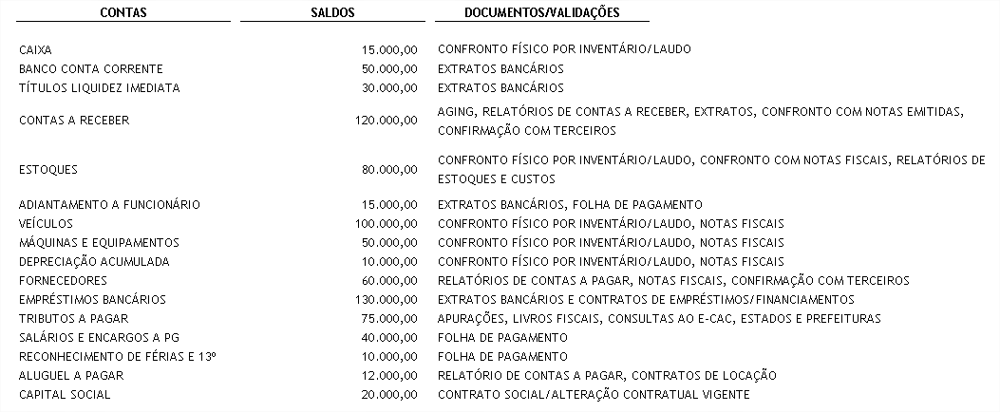 CONTAS SALDOS DOCUMENTOS/VALIDAÇÕES
CAIXA 15.000,00 CONFRONTO FÍSICO POR INVENTÁRIO/LAUDO
BANCO CONTA CORRENTE 50.000,00 EXTRATOS BANCÁRIOS
TÍTULOS LIQUIDEZ IMEDIATA 30.000,00 EXTRATOS BANCÁRIOS
CONTAS A RECEBER 120.000,00 AGING, RELATÓRIOS DE CONTAS A RECEBER, EXTRATOS, CONFRONTO COM NOTAS EMITIDAS,
CONFIRMAÇÃO COM TERCEIROS
ESTOQUES 80.000,00 CONFRONTO FÍSICO POR INVENTÁRIO/LAUDO, CONFRONTO COM NOTAS FISCAIS, RELATÓRIOS DE
ESTOQUES E CUSTOS
ADIANTAMENTO A FUNCIONÁRIO 15.000,00 EXTRATOS BANCÁRIOS, FOLHA DE PAGAMENTO
VEÍCULOS 100.000,00 CONFRONTO FÍSICO POR INVENTÁRIO/LAUDO, NOTAS FISCAIS
MÁQUINAS E EQUIPAMENTOS 50.000,00 CONFRONTO FÍSICO POR INVENTÁRIO/LAUDO, NOTAS FISCAIS
DEPRECIAÇÃO ACUMULADA 10.000,00 CONFRONTO FÍSICO POR INVENTÁRIO/LAUDO, NOTAS FISCAIS
FORNECEDORES 60.000,00 RELATÓRIOS DE CONTAS A PAGAR, NOTAS FISCAIS, CONFIRMAÇÃO COM TERCEIROS
EMPRÉSTIMOS BANCÁRIOS 130.000,00 EXTRATOS BANCÁRIOS E CONTRATOS DE EMPRÉSTIMOS/FINANCIAMENTOS
TRIBUTOS A PAGAR 75.000,00 APURAÇÕES, LIVROS FISCAIS, CONSULTAS AO E-CAC, ESTADOS E PREFEITURAS
SALÁRIOS E ENCARGOS A PG 40.000,00 FOLHA DE PAGAMENTO
RECONHECIMENTO DE FÉRIAS E 13º 10.000,00 FOLHA DE PAGAMENTO
ALUGUEL A PAGAR 12.000,00 RELATÓRIO DE CONTAS A PAGAR, CONTRATOS DE LOCAÇÃO
CAPITAL SOCIAL 20.000,00 CONTRATO SOCIAL/ALTERAÇÃO CONTRATUAL VIGENTE